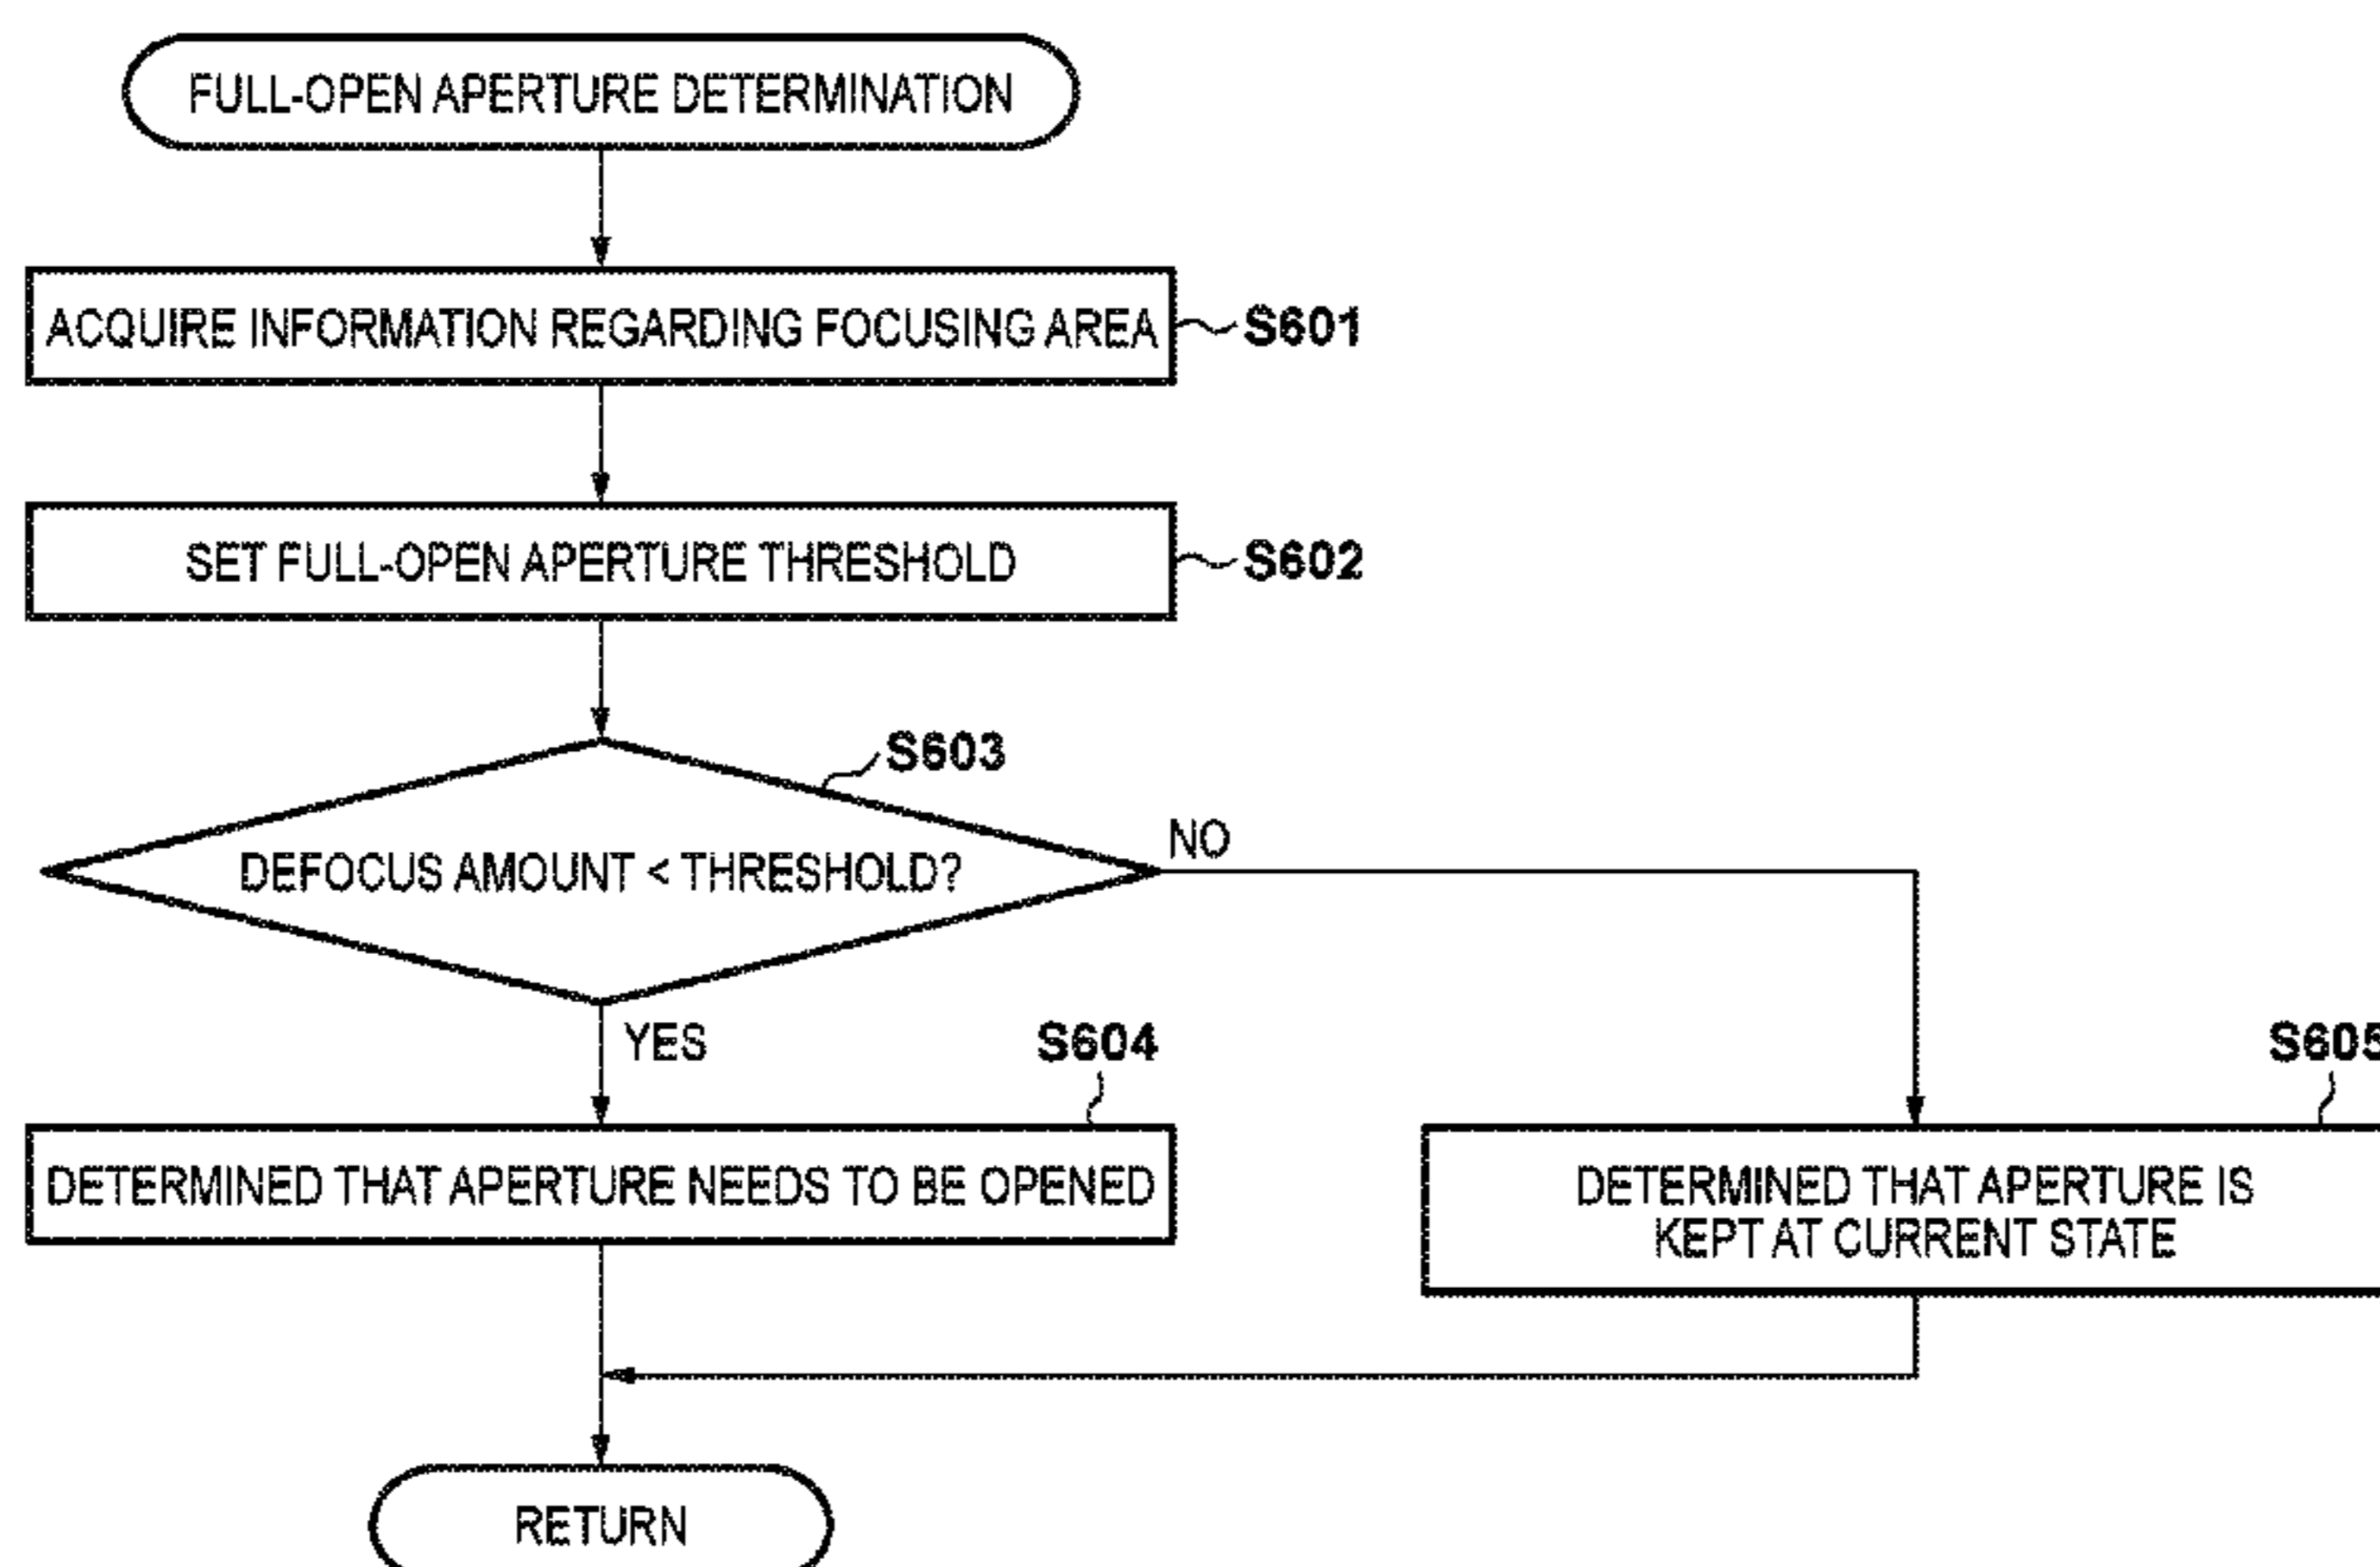 FULL-OPEN APERTURE DETERMINATION
ACQUIRE INFORMATION REGARDING FOCUSING AREA
S601
SET FULL-OPEN APERTURE THRESHOLD
S602
S603
DEFOCUS AMOUNT < THRESHOLD?
NO
YES
S604
S605
DETERMINED THAT APERTURE NEEDS TO BE OPENED
DETERMINED THAT APERTURE IS
KEPT AT CURRENT STATE
RETURN